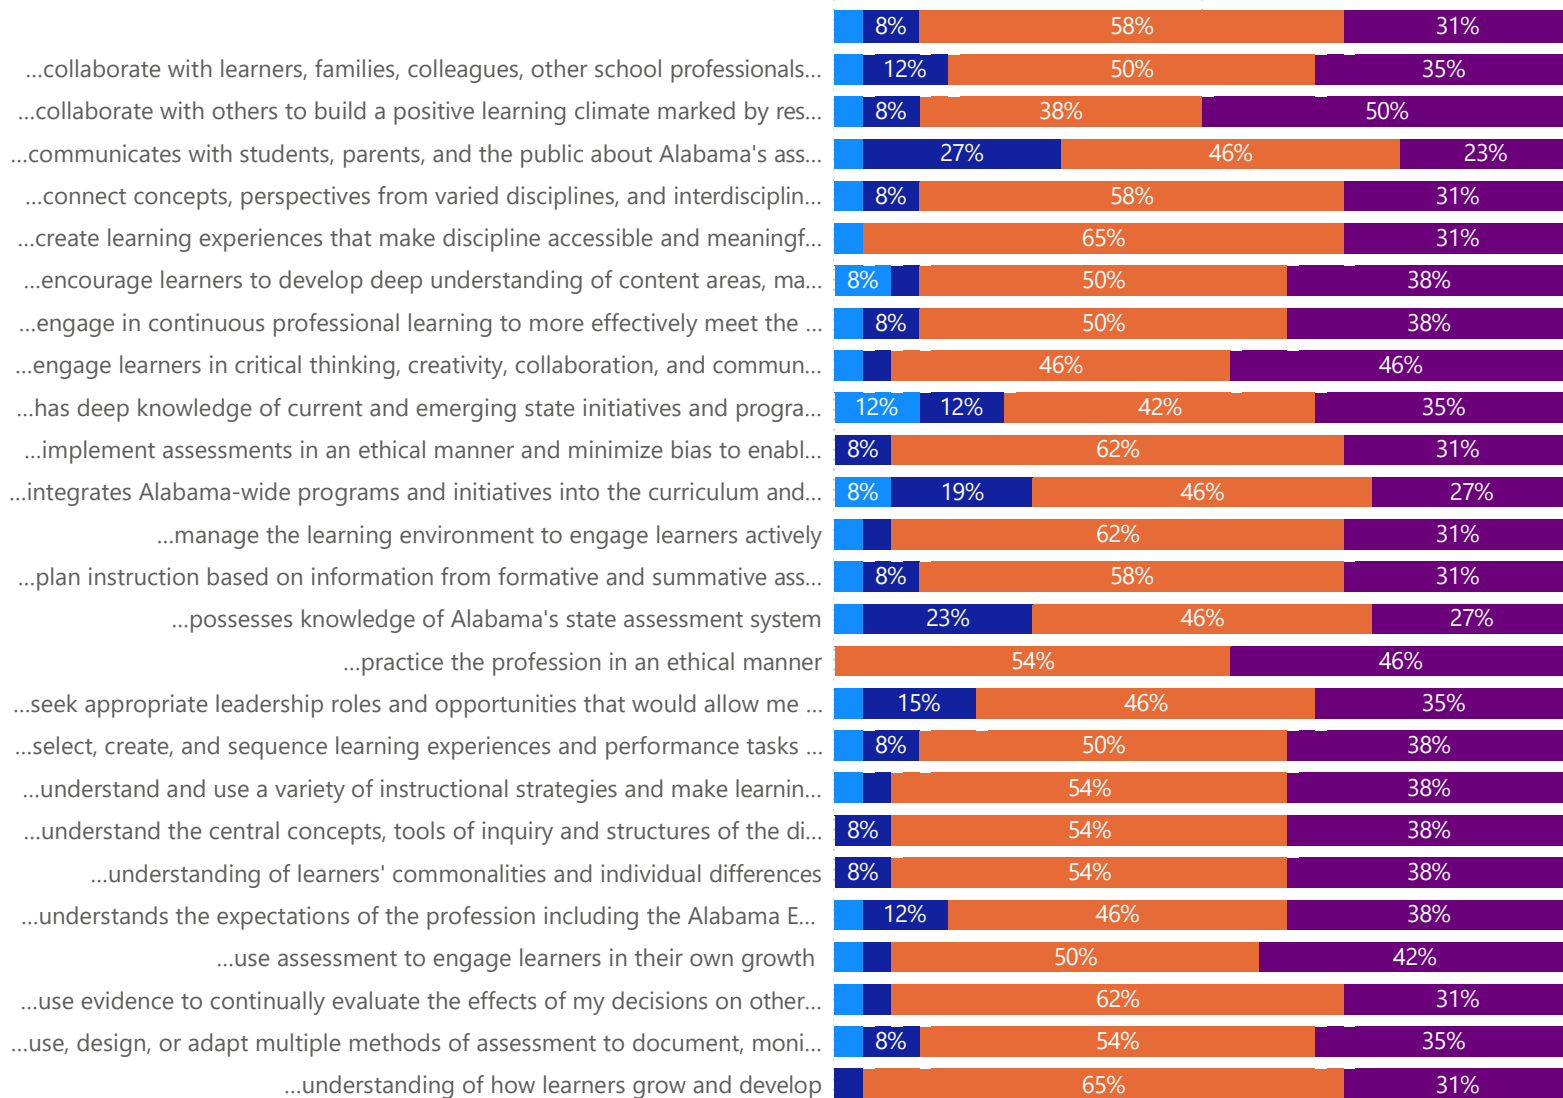 8% 58% 31%
...collaborate with learners, families, colleagues, other school professionals... 12% 50% 35%
...collaborate with others to build a positive learning climate marked by res... 8% 38% 50%
...communicates with students, parents, and the public about Alabama's ass... 27% 46% 23%
...connect concepts, perspectives from varied disciplines, and interdisciplin... 8% 58% 31%
...create learning experiences that make discipline accessible and meaningf... 65% 31%
...encourage learners to develop deep understanding of content areas, ma... 8% 50% 38%
...engage in continuous professional learning to more effectively meet the ... 8% 50% 38%
...engage learners in critical thinking, creativity, collaboration, and commun... 46% 46%
...has deep knowledge of current and emerging state initiatives and progra... 12% 12% 42% 35%
...implement assessments in an ethical manner and minimize bias to enabl... 8% 62% 31%
...integrates Alabama-wide programs and initiatives into the curriculum and... 8% 19% 46% 27%
...manage the learning environment to engage learners actively 62% 31%
...plan instruction based on information from formative and summative ass... 8% 58% 31%
...possesses knowledge of Alabama's state assessment system 23% 46% 27%
...practice the profession in an ethical manner 54% 46%
...seek appropriate leadership roles and opportunities that would allow me ... 15% 46% 35%
...select, create, and sequence learning experiences and performance tasks ... 8% 50% 38%
...understand and use a variety of instructional strategies and make learnin... 54% 38%
...understand the central concepts, tools of inquiry and structures of the di... 8% 54% 38%
...understanding of learners' commonalities and individual differences 8% 54% 38%
...understands the expectations of the profession including the Alabama E... 12% 46% 38%
...use assessment to engage learners in their own growth 50% 42%
...use evidence to continually evaluate the effects of my decisions on other... 62% 31%
...use, design, or adapt multiple methods of assessment to document, moni... 8% 54% 35%
...understanding of how learners grow and develop 65% 31%